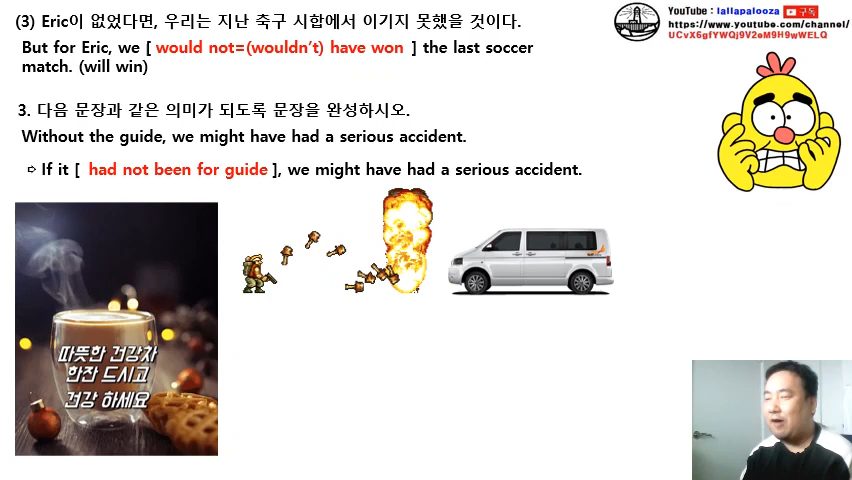 (3) Eric이 없었다면, 우리는 지난 축구 시합에서 이기지 못했을 것이다.
But for Eric, we [ would not=(wouldn't) have won ] the last soccer
match. (will win)
3. 다음 문장과 같은 의미가 되도록 문장을 완성하시오.
Without the guide, we might have had a serious accident.
⇨ If it [ had not been for guide ], we might have had a serious accident.
YouTube : lallapalooza 구독
https://www.youtube.com/channel/
UCvX6gfYWQj9V2eM9H9wWELQ
따뜻한 건강차
한잔 드시고
건강 하세요